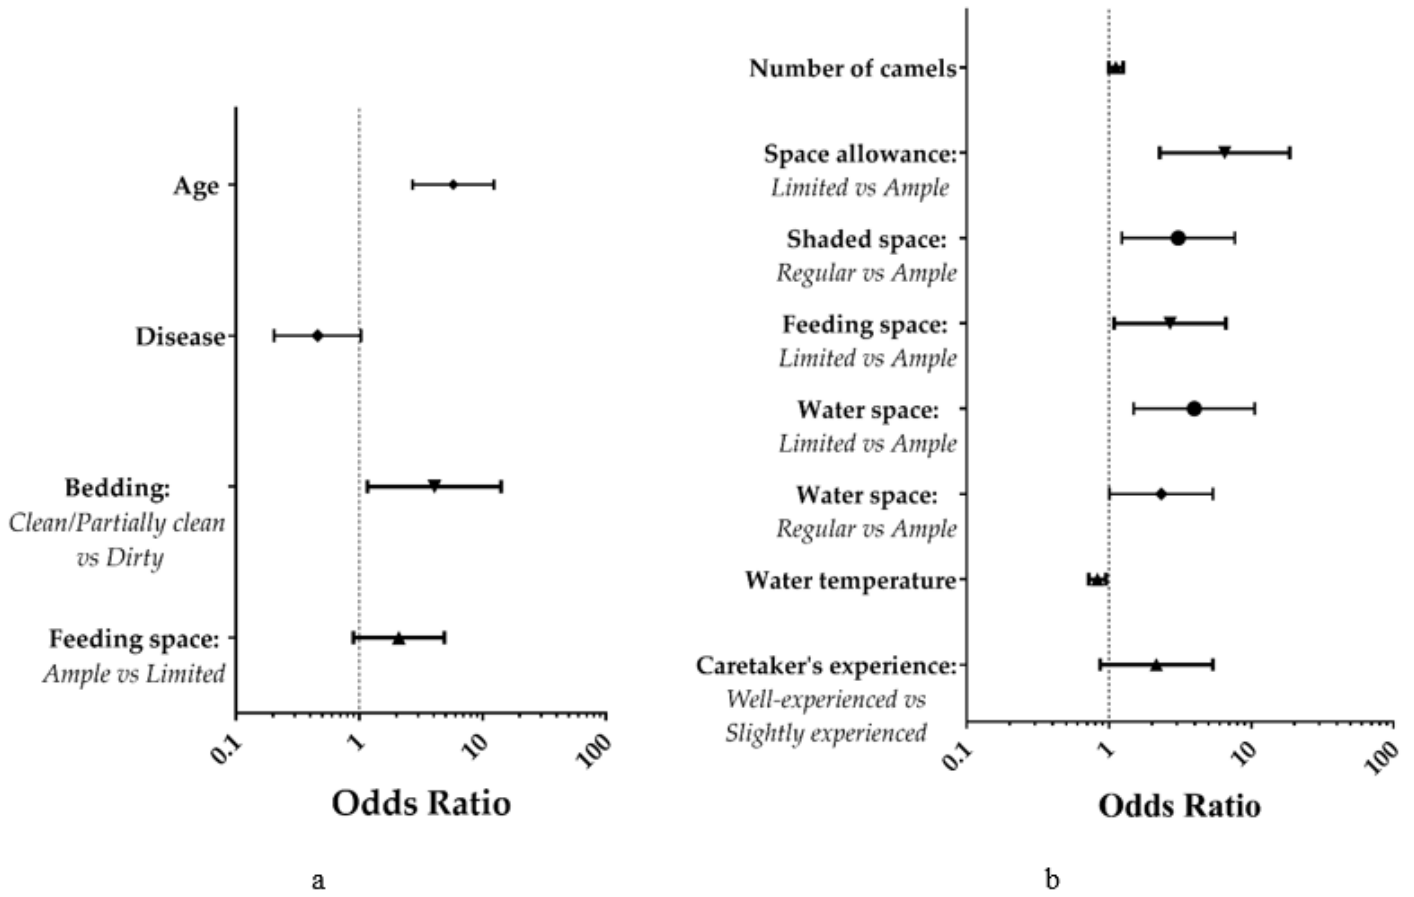 Age
Disease
Bedding:
Clean/Partially clean
vs Dirty
Feeding space:
Ample vs Limited
0.1
1
10
100
Odds Ratio
a
Number of camels
Space allowance:
Limited vs Ample
Shaded space:
Regular vs Ample
Feeding space:
Limited vs Ample
Water space:
Limited vs Ample
Water space:
Regular vs Ample
Water temperature
Caretaker's experience:
Well-experienced vs
Slightly experienced
0.1
1
10
100
Odds Ratio
b